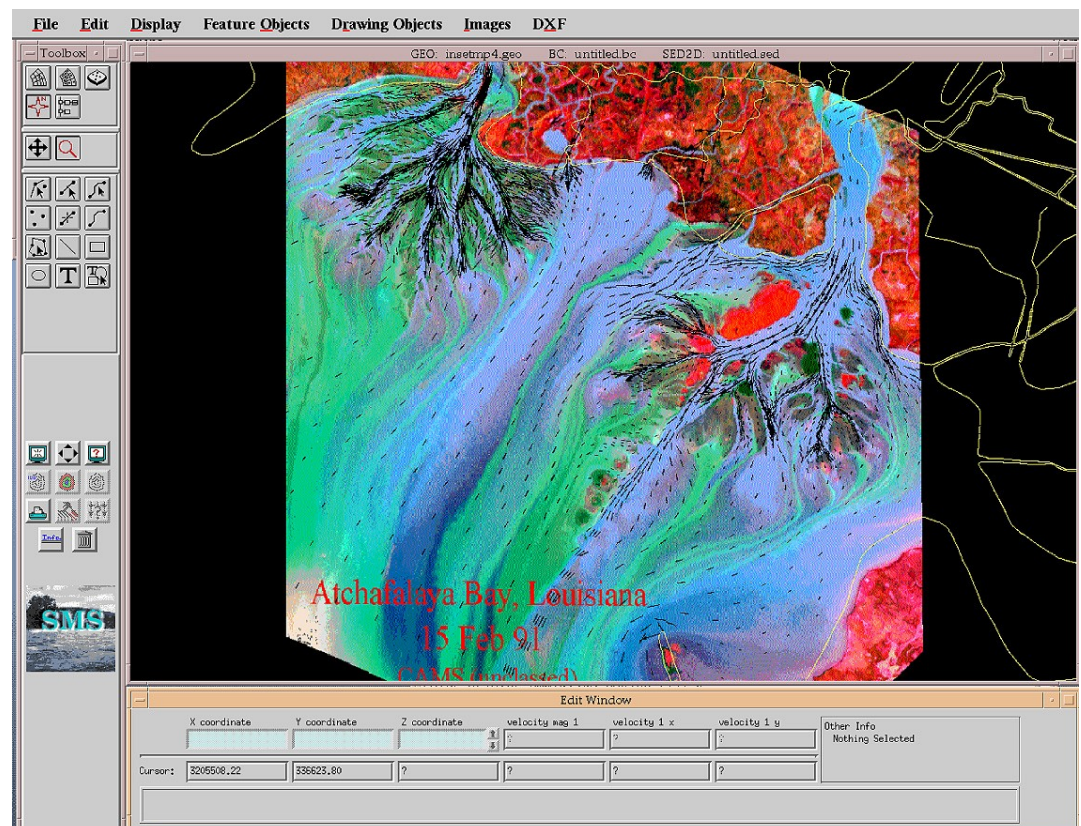 File Edit Display Feature Objects Drawing Objects Images DXF
Toolbox
GEO: insetmp4.geo BC: untitled.bc SED2D: untitled.sed
N
T
T
?
Info
SMS
Atchafalaya Bay, Louisiana
15 Feb 91
CAMS (unclassed)
Edit Window
X coordinate Y coordinate Z coordinate velocity mag 1 velocity 1 x velocity 1 y
Other Info
Nothing Selected
? ? ?
Cursor: 3205508.22 336623.80 ? ? ? ?